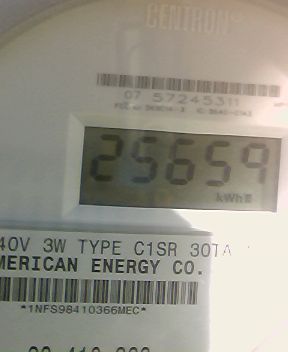 CENTRON®
07 57245311
25659
kWh
40V 3W TYPE C1SR 30TA
MERICAN ENERGY CO.
*1NFS98410366MEC*